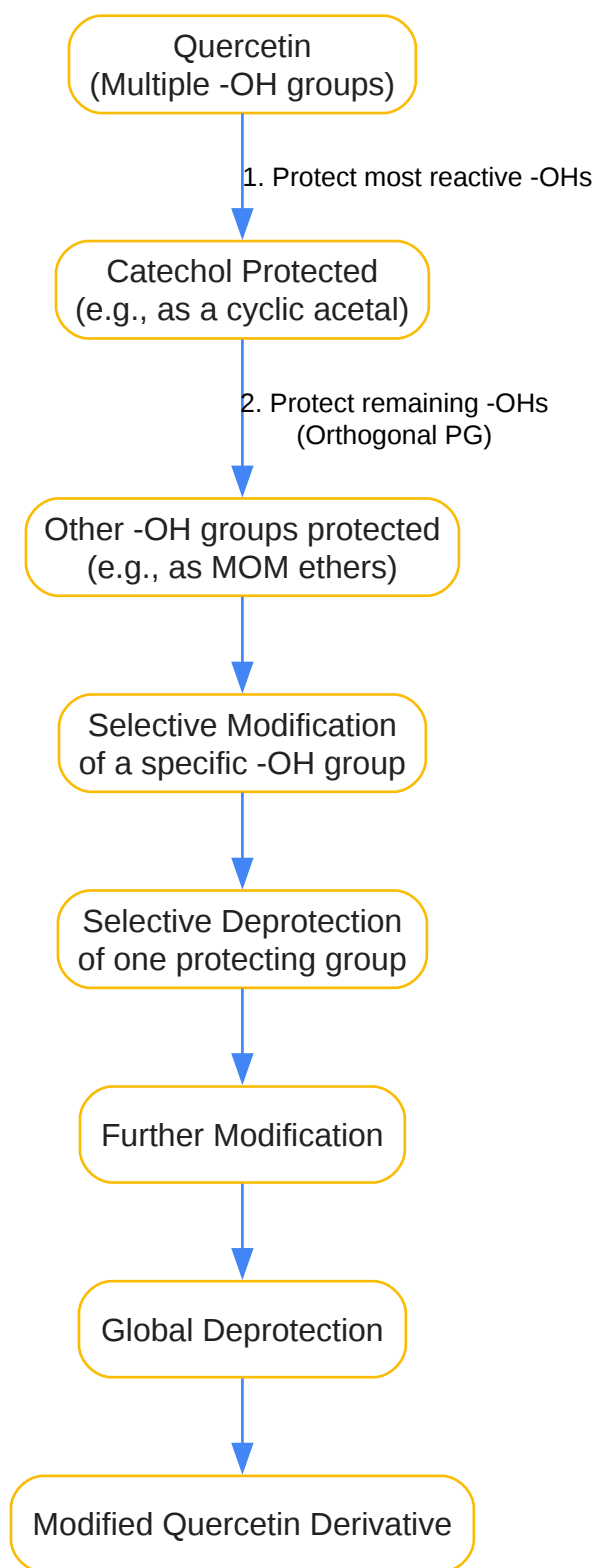 Quercetin
(Multiple -OH groups)
1. Protect most reactive -OHs
Catechol Protected
(e.g., as a cyclic acetal)
2. Protect remaining -OHs
(Orthogonal PG)
Other -OH groups protected
(e.g., as MOM ethers)
Selective Modification
of a specific -OH group
Selective Deprotection
of one protecting group
Further Modification
Global Deprotection
Modified Quercetin Derivative